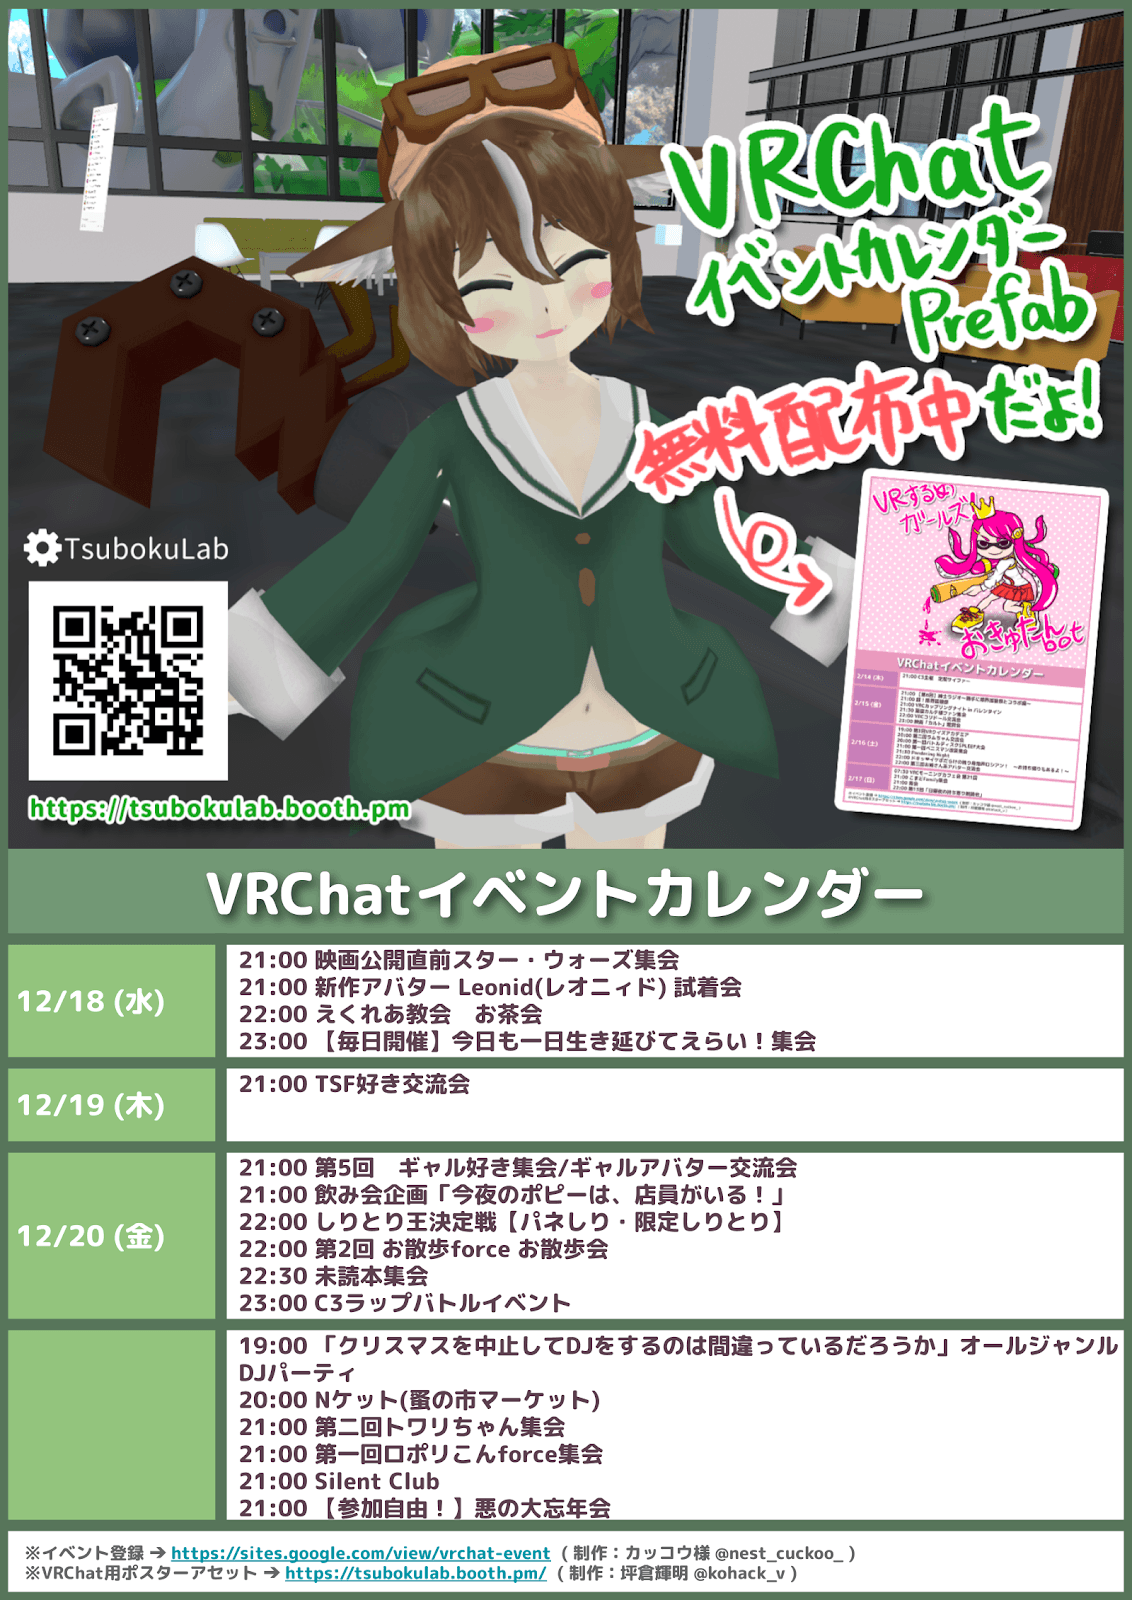 VRChat
イベントカレンダー
Prefab
無料配布中だよ!
TsubokuLab
https://tsubokulab.booth.pm
VRするめ
ガールズ
おきゅたんbot
VRChatイベントカレンダー
2/14 (木)
2/15 (金)
2/16 (土)
2/17 (日)
VRChatイベントカレンダー
12/18 (水)
21:00 映画公開直前スター・ウォーズ集会
21:00 新作アバター Leonid(レオニィド) 試着会
22:00 えくれあ教会　お茶会
23:00 【毎日開催】今日も一日生き延びてえらい！集会
12/19 (木)
21:00 TSF好き交流会
12/20 (金)
21:00 第5回　ギャル好き集会/ギャルアバター交流会
21:00 飲み会企画「今夜のポピーは、店員がいる！」
22:00 しりとり王決定戦【パネしり・限定しりとり】
22:00 第2回 お散歩force お散歩会
22:30 未読本集会
23:00 C3ラップバトルイベント
19:00 「クリスマスを中止してDJをするのは間違っているだろうか」オールジャンル
DJパーティ
20:00 Nケット(蚤の市マーケット)
21:00 第二回トワリちゃん集会
21:00 第一回ロポリこんforce集会
21:00 Silent Club
21:00 【参加自由！】悪の大忘年会
※イベント登録 → https://sites.google.com/view/vrchat-event ( 制作：カッコウ様 @nest_cuckoo_ )
※VRChat用ポスターアセット → https://tsubokulab.booth.pm/ ( 制作：坪倉輝明 @kohack_v )